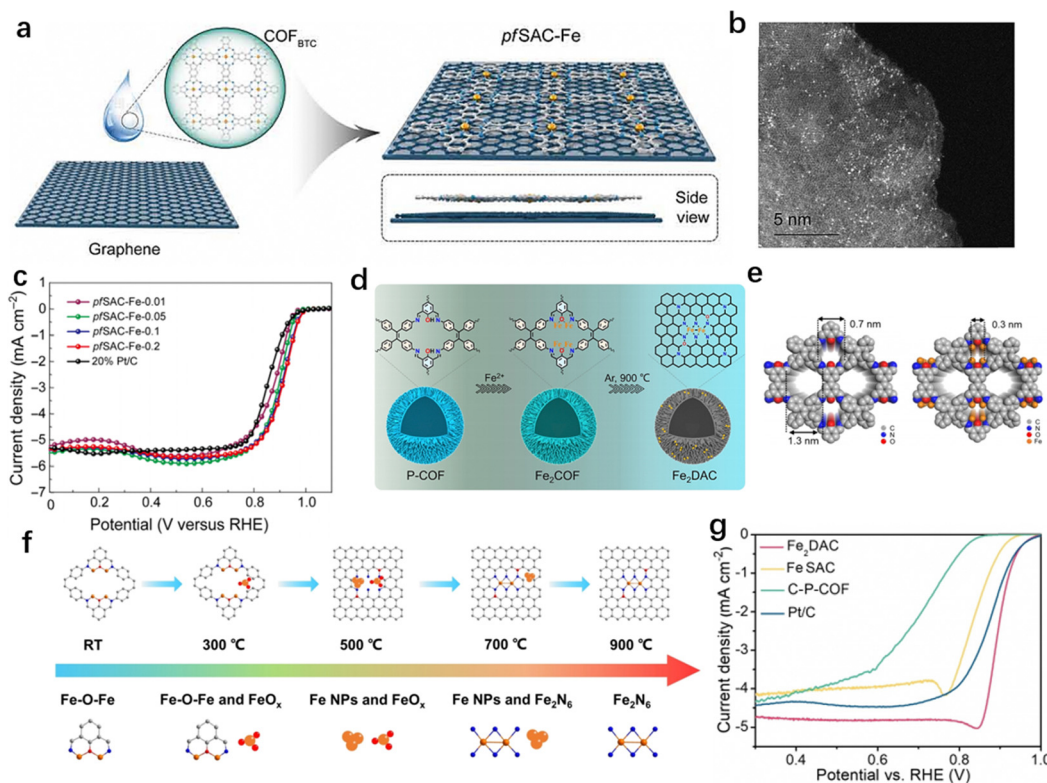 a
COF_BTC
pfSAC-Fe
Side
view
Graphene
b
5 nm
c
Current density (mA cm⁻²)
1
0
−1
−2
−3
−4
−5
−6
−7
pfSAC-Fe-0.01
pfSAC-Fe-0.05
pfSAC-Fe-0.1
pfSAC-Fe-0.2
20% Pt/C
0
0.2
0.4
0.6
0.8
1.0
Potential (V versus RHE)
d
Fe²⁺
Ar, 900 ℃
P-COF
Fe₂COF
Fe₂DAC
e
0.7 nm
0.3 nm
1.3 nm
C
N
O
C
N
O
Fe
f
RT
300 ℃
500 ℃
700 ℃
900 ℃
Fe-O-Fe
Fe-O-Fe and FeOₓ
Fe NPs and FeOₓ
Fe NPs and Fe₂N₆
Fe₂N₆
g
Current density (mA cm⁻²)
0
-1
-2
-3
-4
-5
Fe₂DAC
Fe SAC
C-P-COF
Pt/C
0.4
0.6
0.8
1.0
Potential vs. RHE (V)